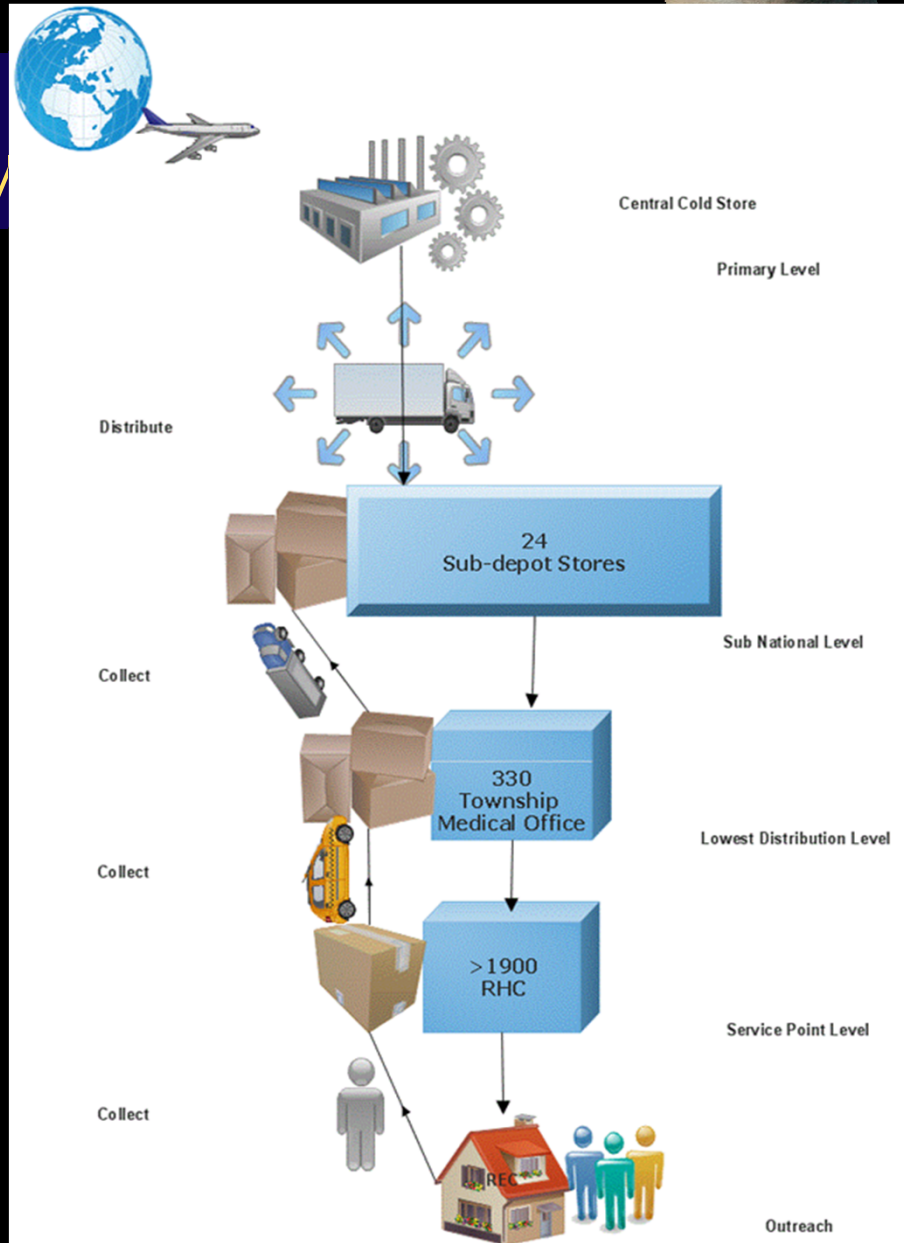 Central Cold Store
Primary Level
Distribute
24
Sub-depot Stores
Sub National Level
Collect
330
Township
Medical Office
Lowest Distribution Level
Collect
>1900
RHC
Service Point Level
Collect
REC
Outreach